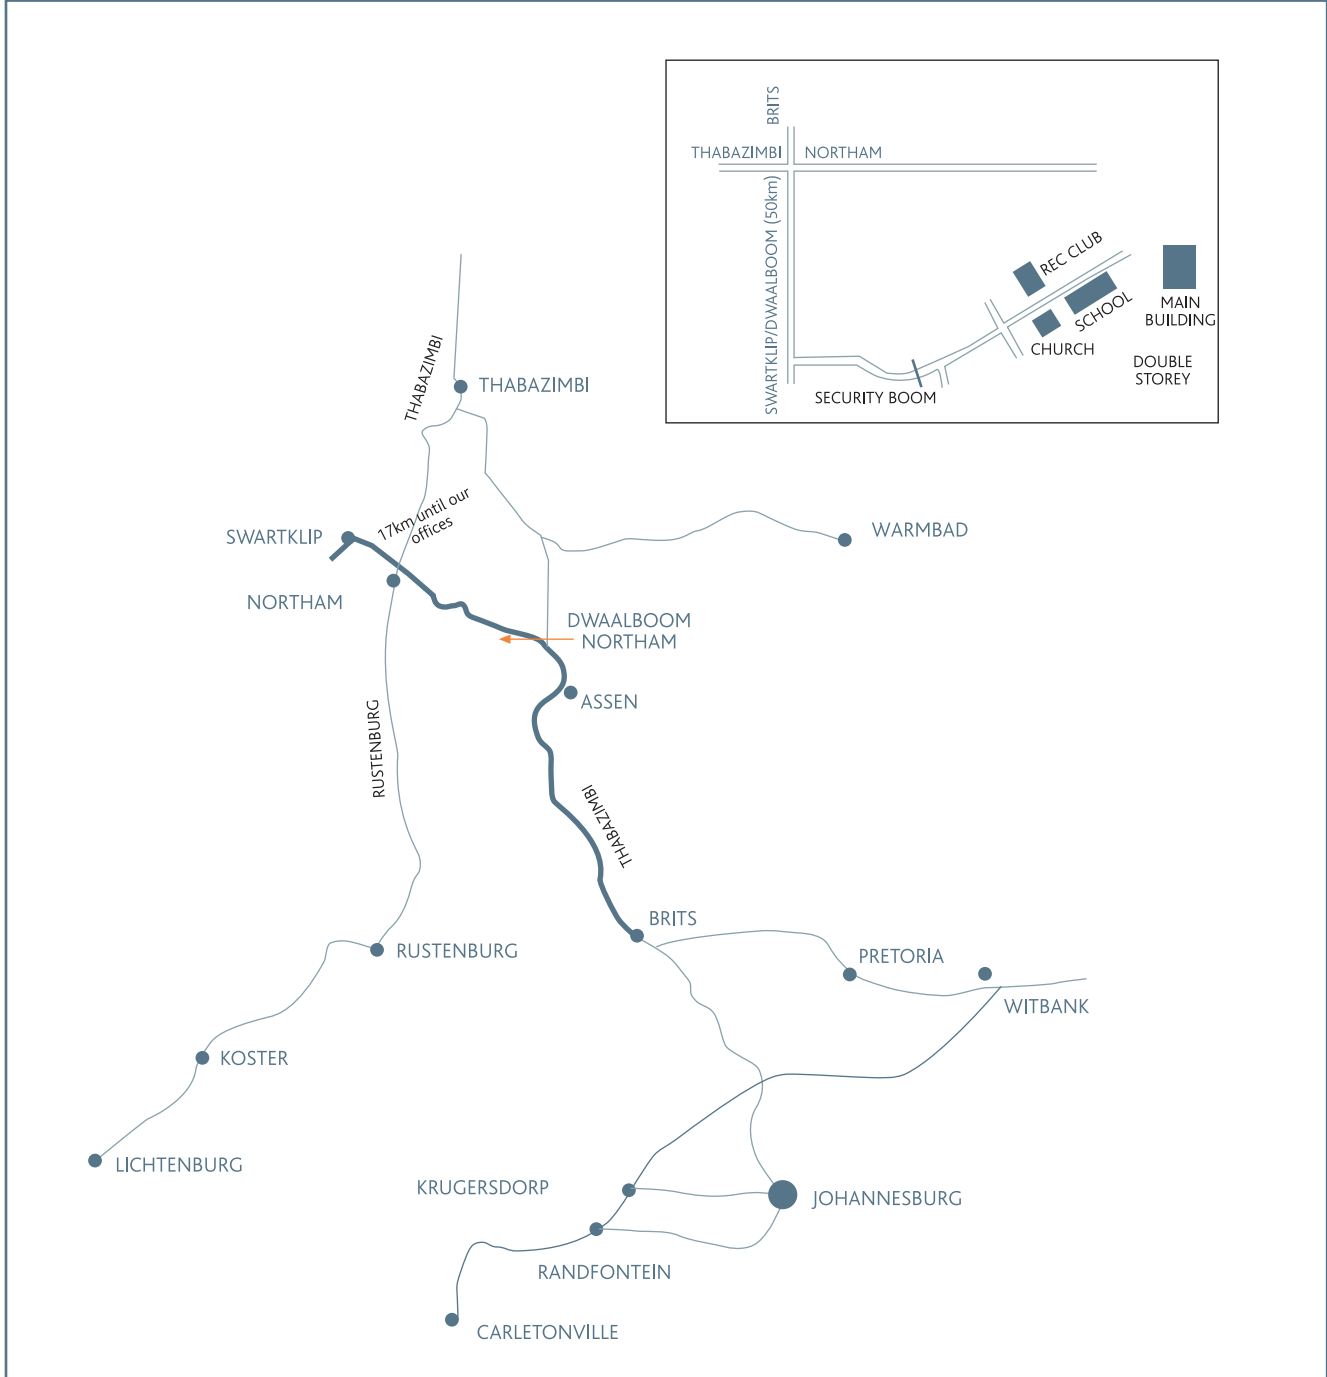 BRITS
THABAZIMBI
NORTHAM
SWARTKLIP/DWAALBOOM (50km)
REC CLUB
SCHOOL
MAIN
BUILDING
CHURCH
DOUBLE
STOREY
SECURITY BOOM
THABAZIMBI
THABAZIMBI
17km until our
offices
SWARTKLIP
WARMBAD
NORTHAM
DWAALBOOM
NORTHAM
ASSEN
RUSTENBURG
THABAZIMBI
BRITS
RUSTENBURG
PRETORIA
WITBANK
KOSTER
LICHTENBURG
KRUGERSDORP
JOHANNESBURG
RANDFONTEIN
CARLETONVILLE